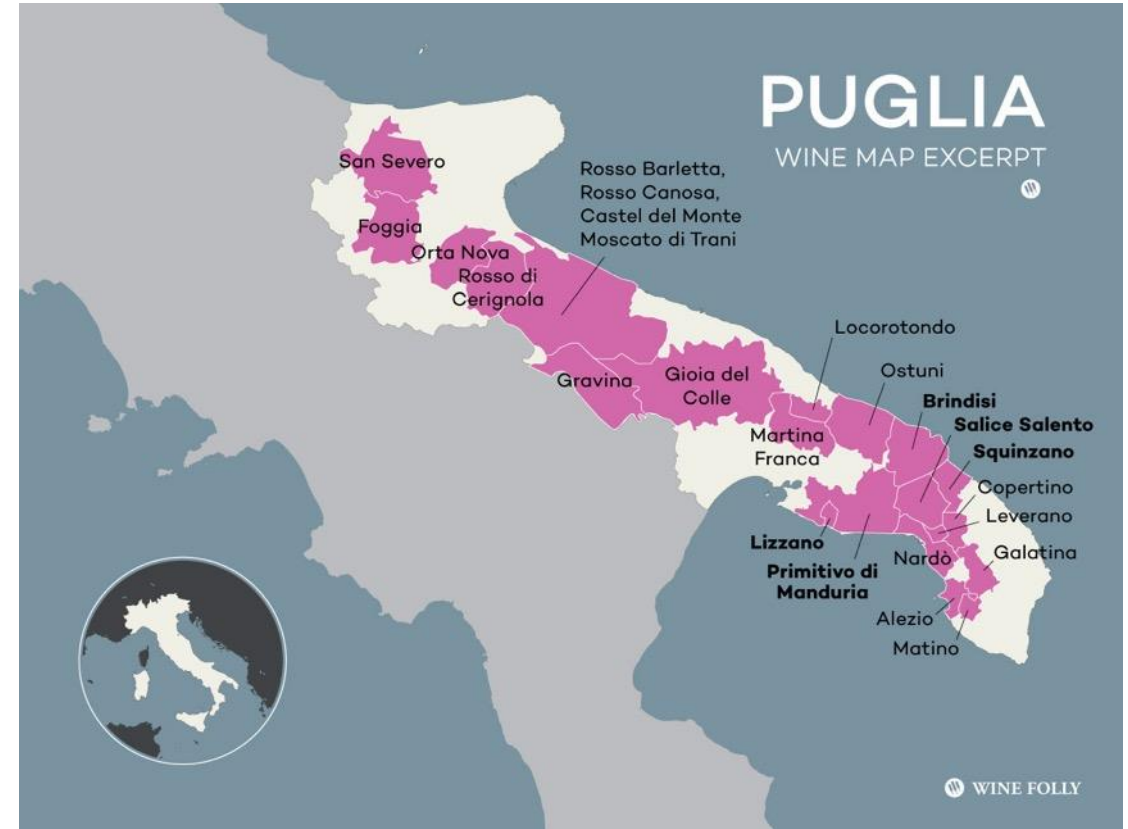 PUGLIA
WINE MAP EXCERPT
San Severo
Foggia
Orta Nova
Rosso di
Cerignola
Rosso Barletta,
Rosso Canosa,
Castel del Monte
Moscato di Trani
Gravina
Gioia del
Colle
Locorotondo
Ostuni
Martina
Franca
Brindisi
Salice Salento
Squinzano
Copertino
Leverano
Lizzano
Primitivo di
Manduria
Nardò
Galatina
Alezio
Matino
WINE FOLLY